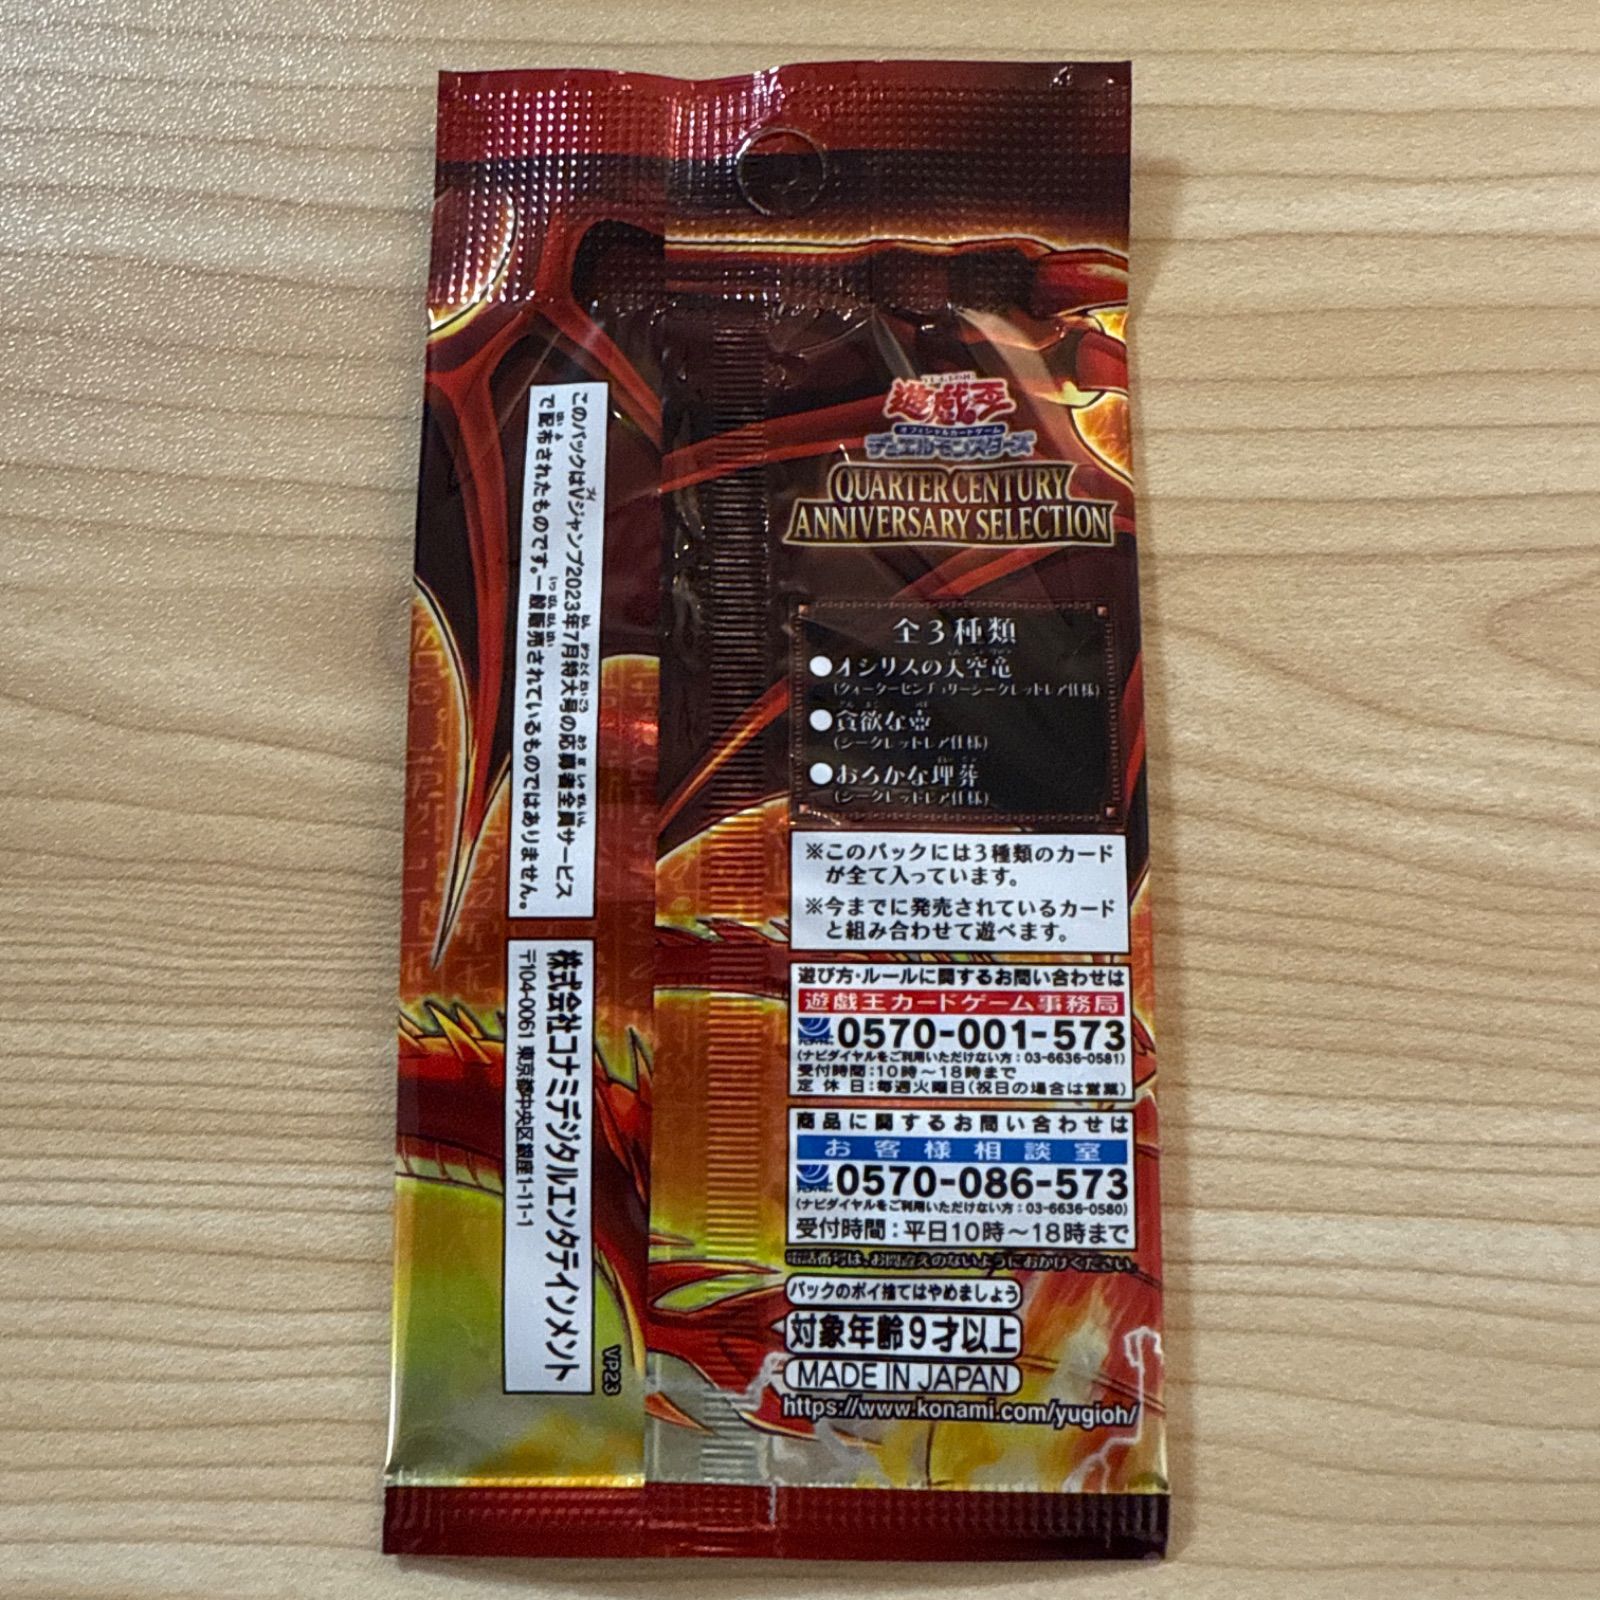 遊戯王
オフィシャルカードゲーム
デュエルモンスターズ
QUARTER CENTURY
ANNIVERSARY SELECTION
全3種類
●オシリスの天空竜
(クォーターセンチュリーシークレットレア仕様)
●貪欲な壺
(シークレットレア仕様)
●おろかな埋葬
(シークレットレア仕様)
※このパックには3種類のカード
が全て入っています。
※今までに発売されているカード
と組み合わせて遊べます。
遊び方・ルールに関するお問い合わせは
遊戯王カードゲーム事務局
0570-001-573
(ナビダイヤルをご利用いただけない方:03-6636-0581)
受付時間:10時〜18時まで
定休日:毎週火曜日(祝日の場合は営業)
商品に関するお問い合わせは
お客様相談室
0570-086-573
(ナビダイヤルをご利用いただけない方:03-6636-0580)
受付時間:平日10時〜18時まで
電話番号は、お間違えのないようにおかけください。
パックのポイ捨てはやめましょう
対象年齢9才以上
MADE IN JAPAN
https://www.konami.com/yugioh/
このパックはVジャンプ2023年7月特大号の応募者全員サービス
で配布されたものです。一般販売されているものではありません。
株式会社コナミデジタルエンタテインメント
〒104-0061 東京都中央区銀座1-11-1
VP23